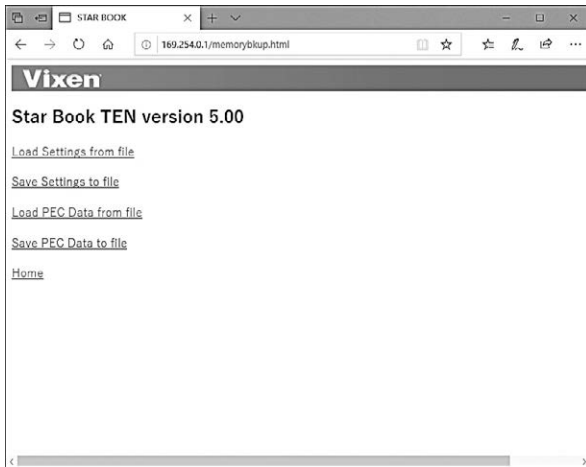 STAR BOOK
169.254.0.1/memorybkup.html
Vixen
Star Book TEN version 5.00
Load Settings from file
Save Settings to file
Load PEC Data from file
Save PEC Data to file
Home